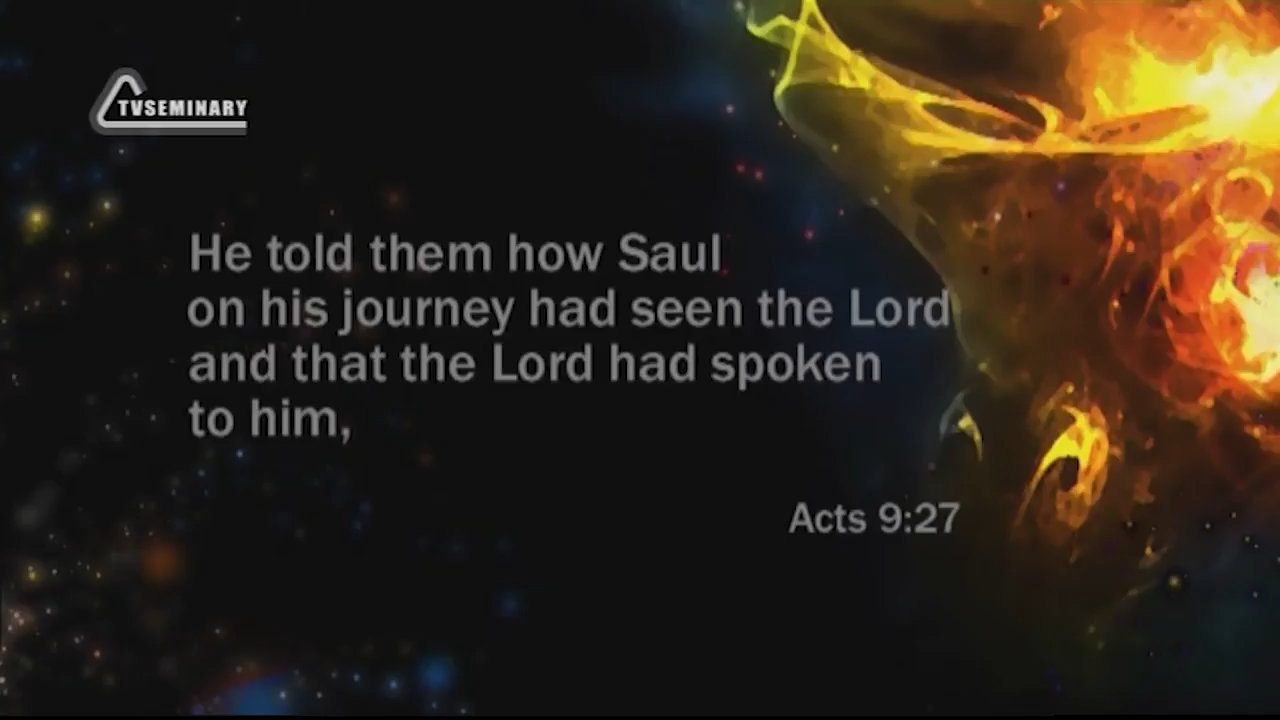 TVSEMINARY
He told them how Saul
on his journey had seen the Lord
and that the Lord had spoken
to him,
Acts 9:27